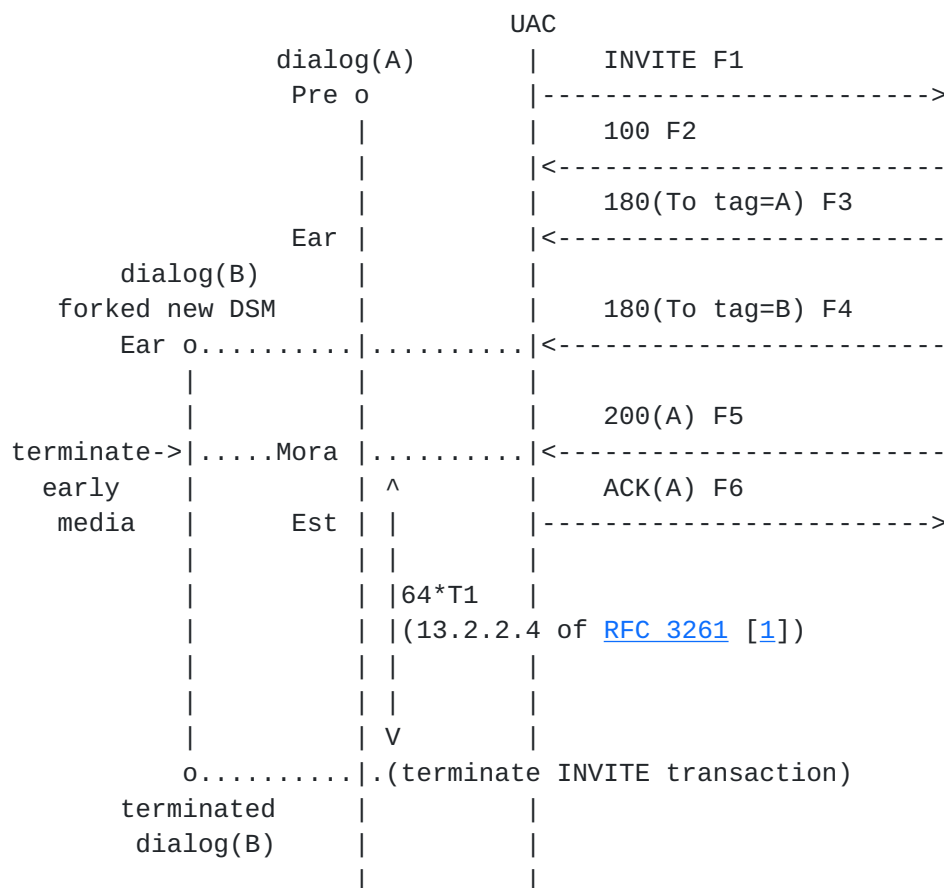 UAC
                 dialog(A)       |    INVITE F1
                  Pre o          |------------------------->
                      |          |    100 F2
                      |          |<-------------------------
                      |          |    180(To tag=A) F3
                  Ear |          |<-------------------------
       dialog(B)      |          |
   forked new DSM     |          |    180(To tag=B) F4
       Ear o..........|..........|<-------------------------
           |          |          |
           |          |          |    200(A) F5
terminate->|.....Mora |..........|<-------------------------
  early    |          | ^        |    ACK(A) F6
   media   |      Est | |        |------------------------->
           |          | |        |
           |          | |64*T1   |
           |          | |(13.2.2.4 of RFC 3261 [1])
           |          | |        |
           |          | |        |
           |          | V        |
           o..........|.(terminate INVITE transaction)
       terminated     |          |
        dialog(B)     |          |
                      |          |